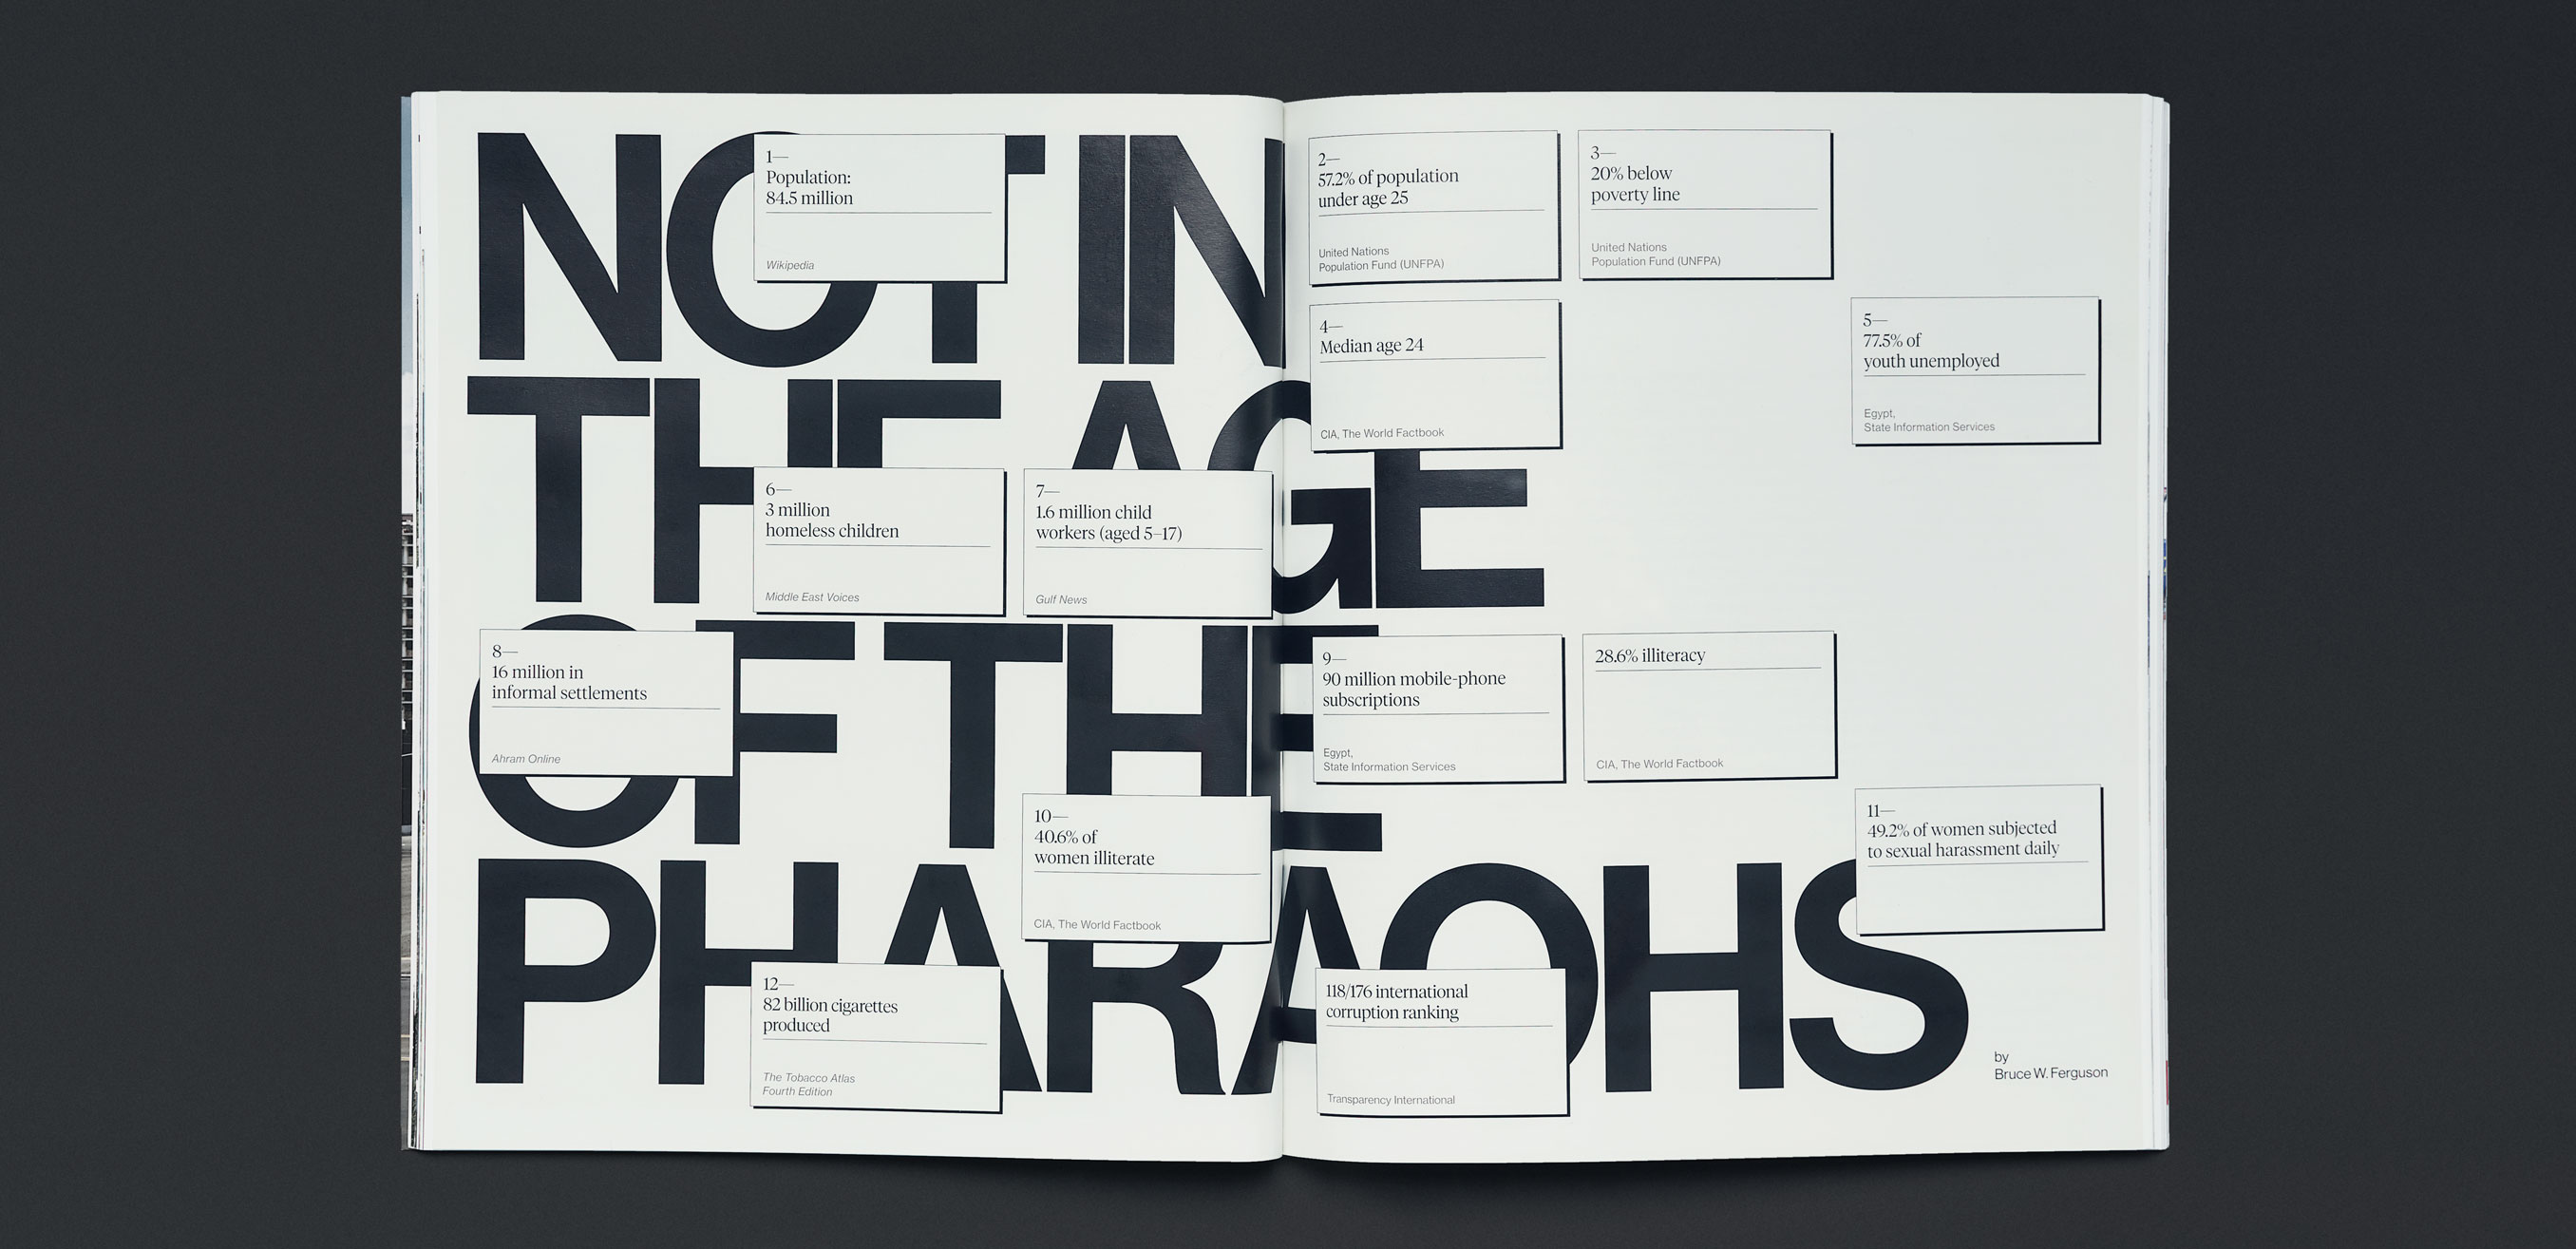 NOT IN
THE AGE
OF THE
PHARAOHS
1—
Population:
84.5 million
Wikipedia
2—
57.2% of population
under age 25
United Nations
Population Fund (UNFPA)
3—
20% below
poverty line
United Nations
Population Fund (UNFPA)
4—
Median age 24
CIA, The World Factbook
5—
77.5% of
youth unemployed
Egypt,
State Information Services
6—
3 million
homeless children
Middle East Voices
7—
1.6 million child
workers (aged 5–17)
Gulf News
8—
16 million in
informal settlements
Ahram Online
9—
90 million mobile-phone
subscriptions
Egypt,
State Information Services
28.6% illiteracy
CIA, The World Factbook
10—
40.6% of
women illiterate
CIA, The World Factbook
11—
49.2% of women subjected
to sexual harassment daily
12—
82 billion cigarettes
produced
The Tobacco Atlas
Fourth Edition
118/176 international
corruption ranking
Transparency International
by
Bruce W. Ferguson